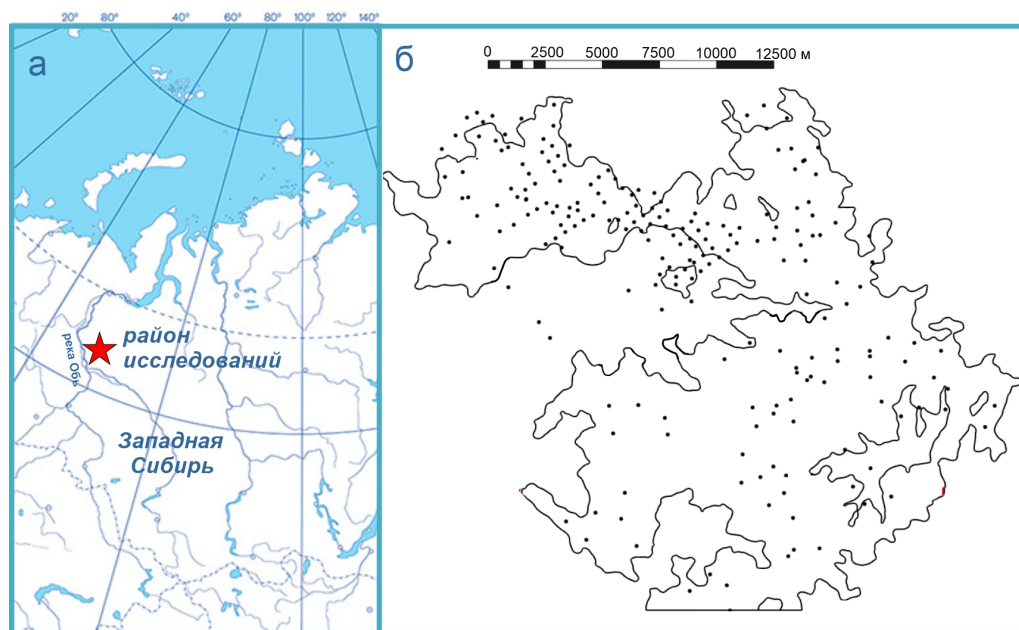 20° 80° 40° 60° 80° 100° 120° 140°
а
б
0 2500 5000 7500 10000 12500 м
район
исследований
река Обь
Западная
Сибирь